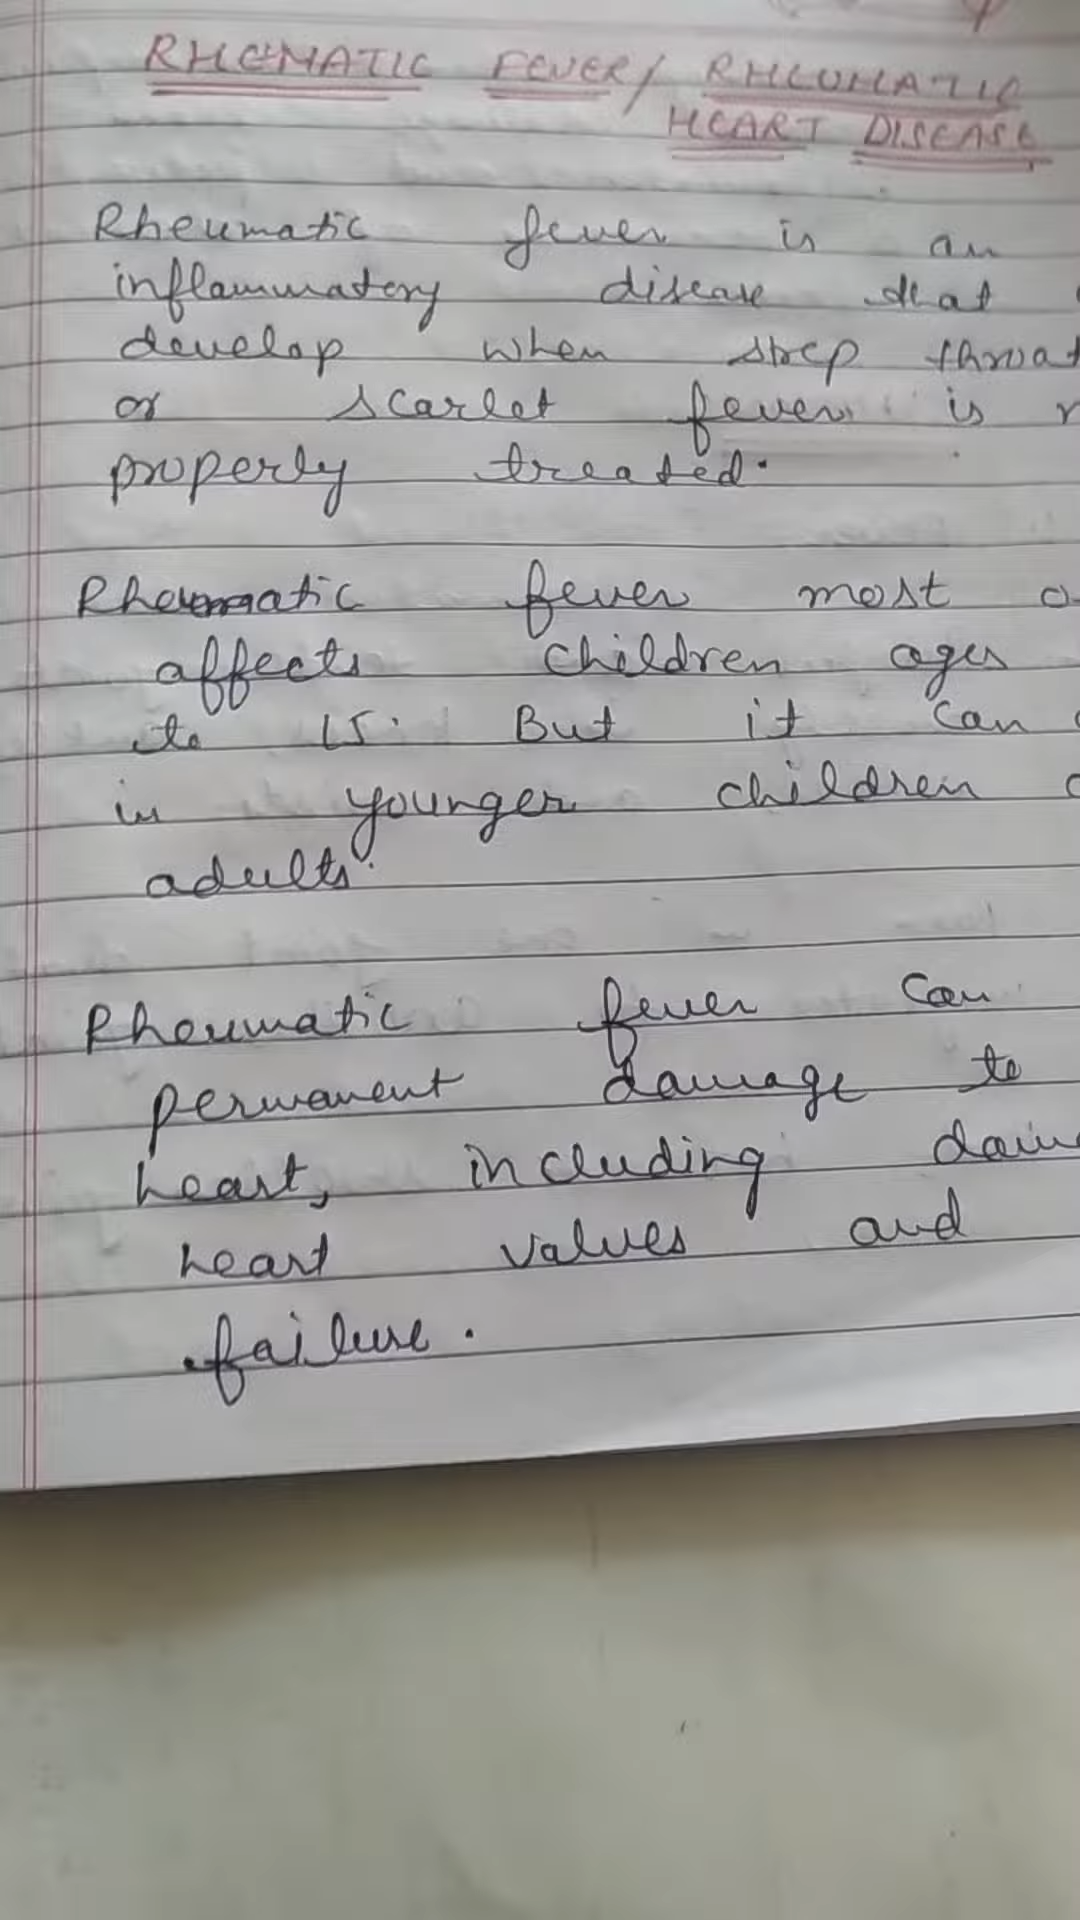 RHEMATIC FEVER/ RHEUMATIC
HEART DISEASE
Rheumatic fever is an
inflammatory disease that
develop when strep throat
or scarlet fever is
properly treated.
Rheumatic fever most
affects children ages
to 15. But it can
in younger children
adults.
Rheumatic fever can
permanent damage to
heart, including
heart values and
failure.